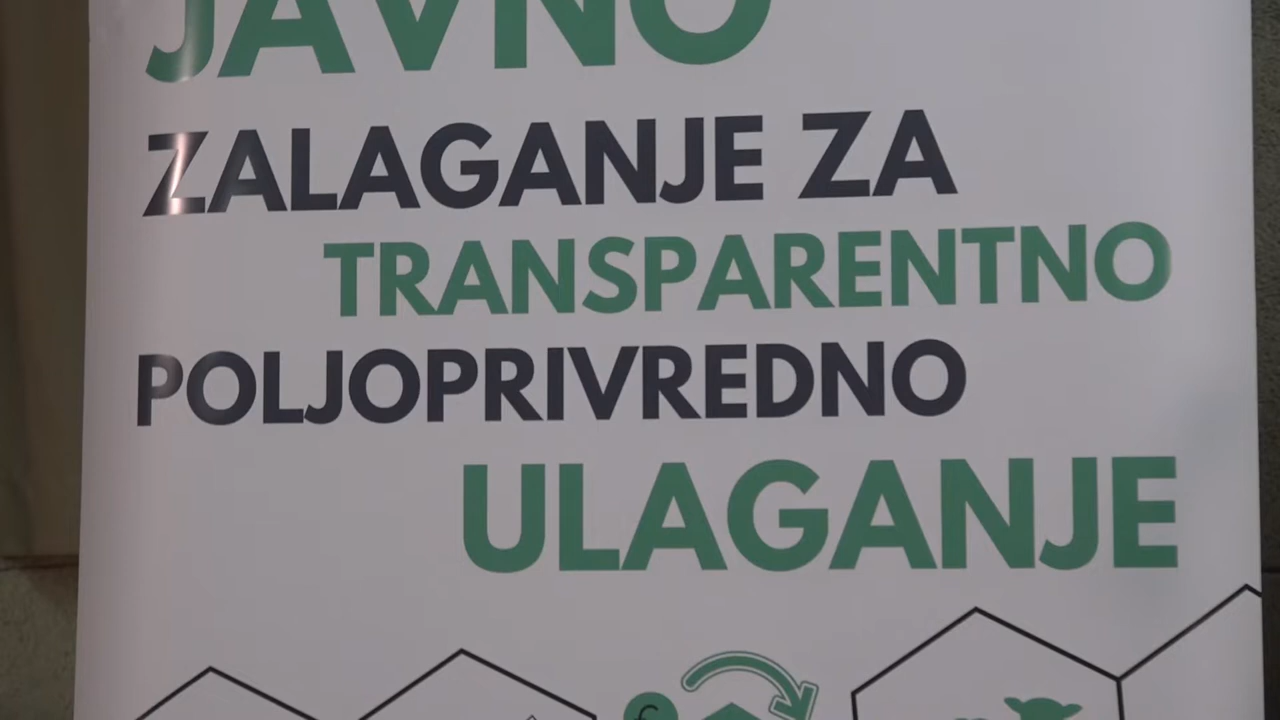 JAVNO
ZALAGANJE ZA
TRANSPARENTNO
POLJOPRIVREDNO
ULAGANJE